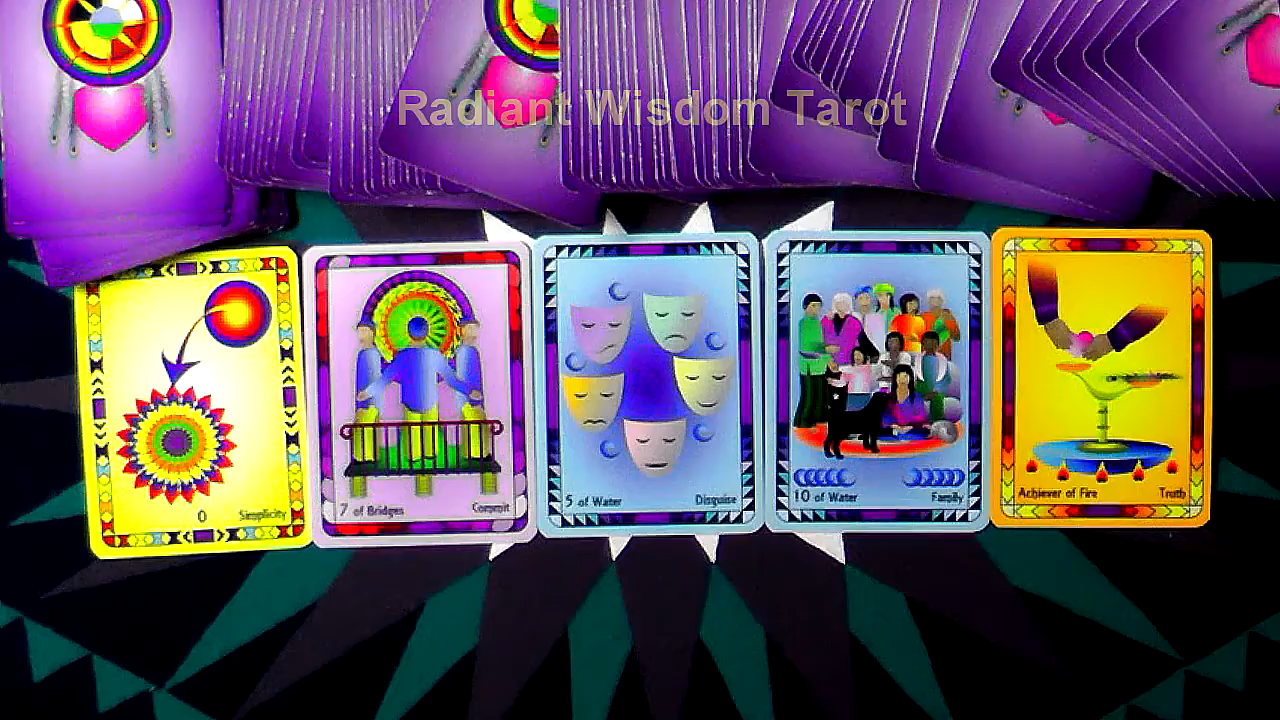 Radiant Wisdom Tarot
0 Simplicity
7 of Bridges Commit
5 of Water Disguise
10 of Water Family
Achiever of Fire Truth